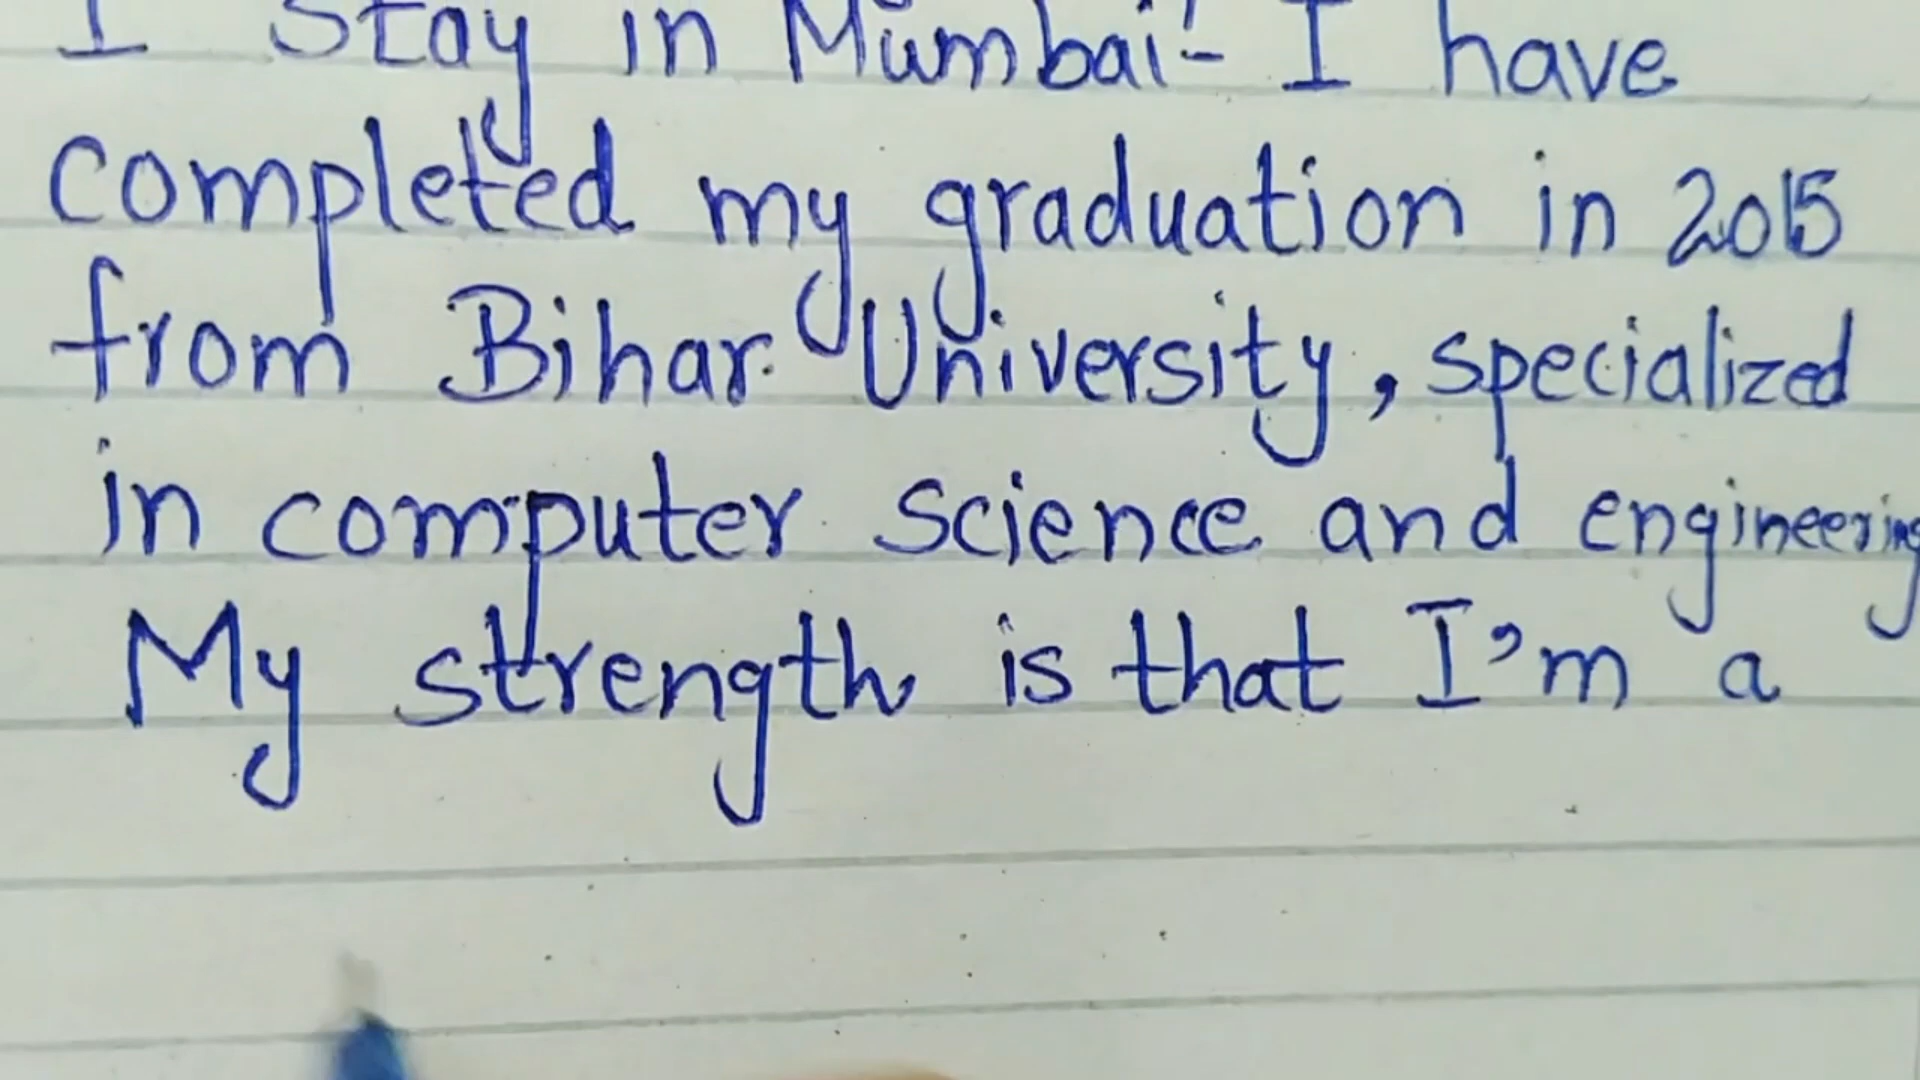 I stay in Mumbai- I have
completed my graduation in 2015
from Bihar University, specialized
in computer science and engineering
My strength is that I'm a